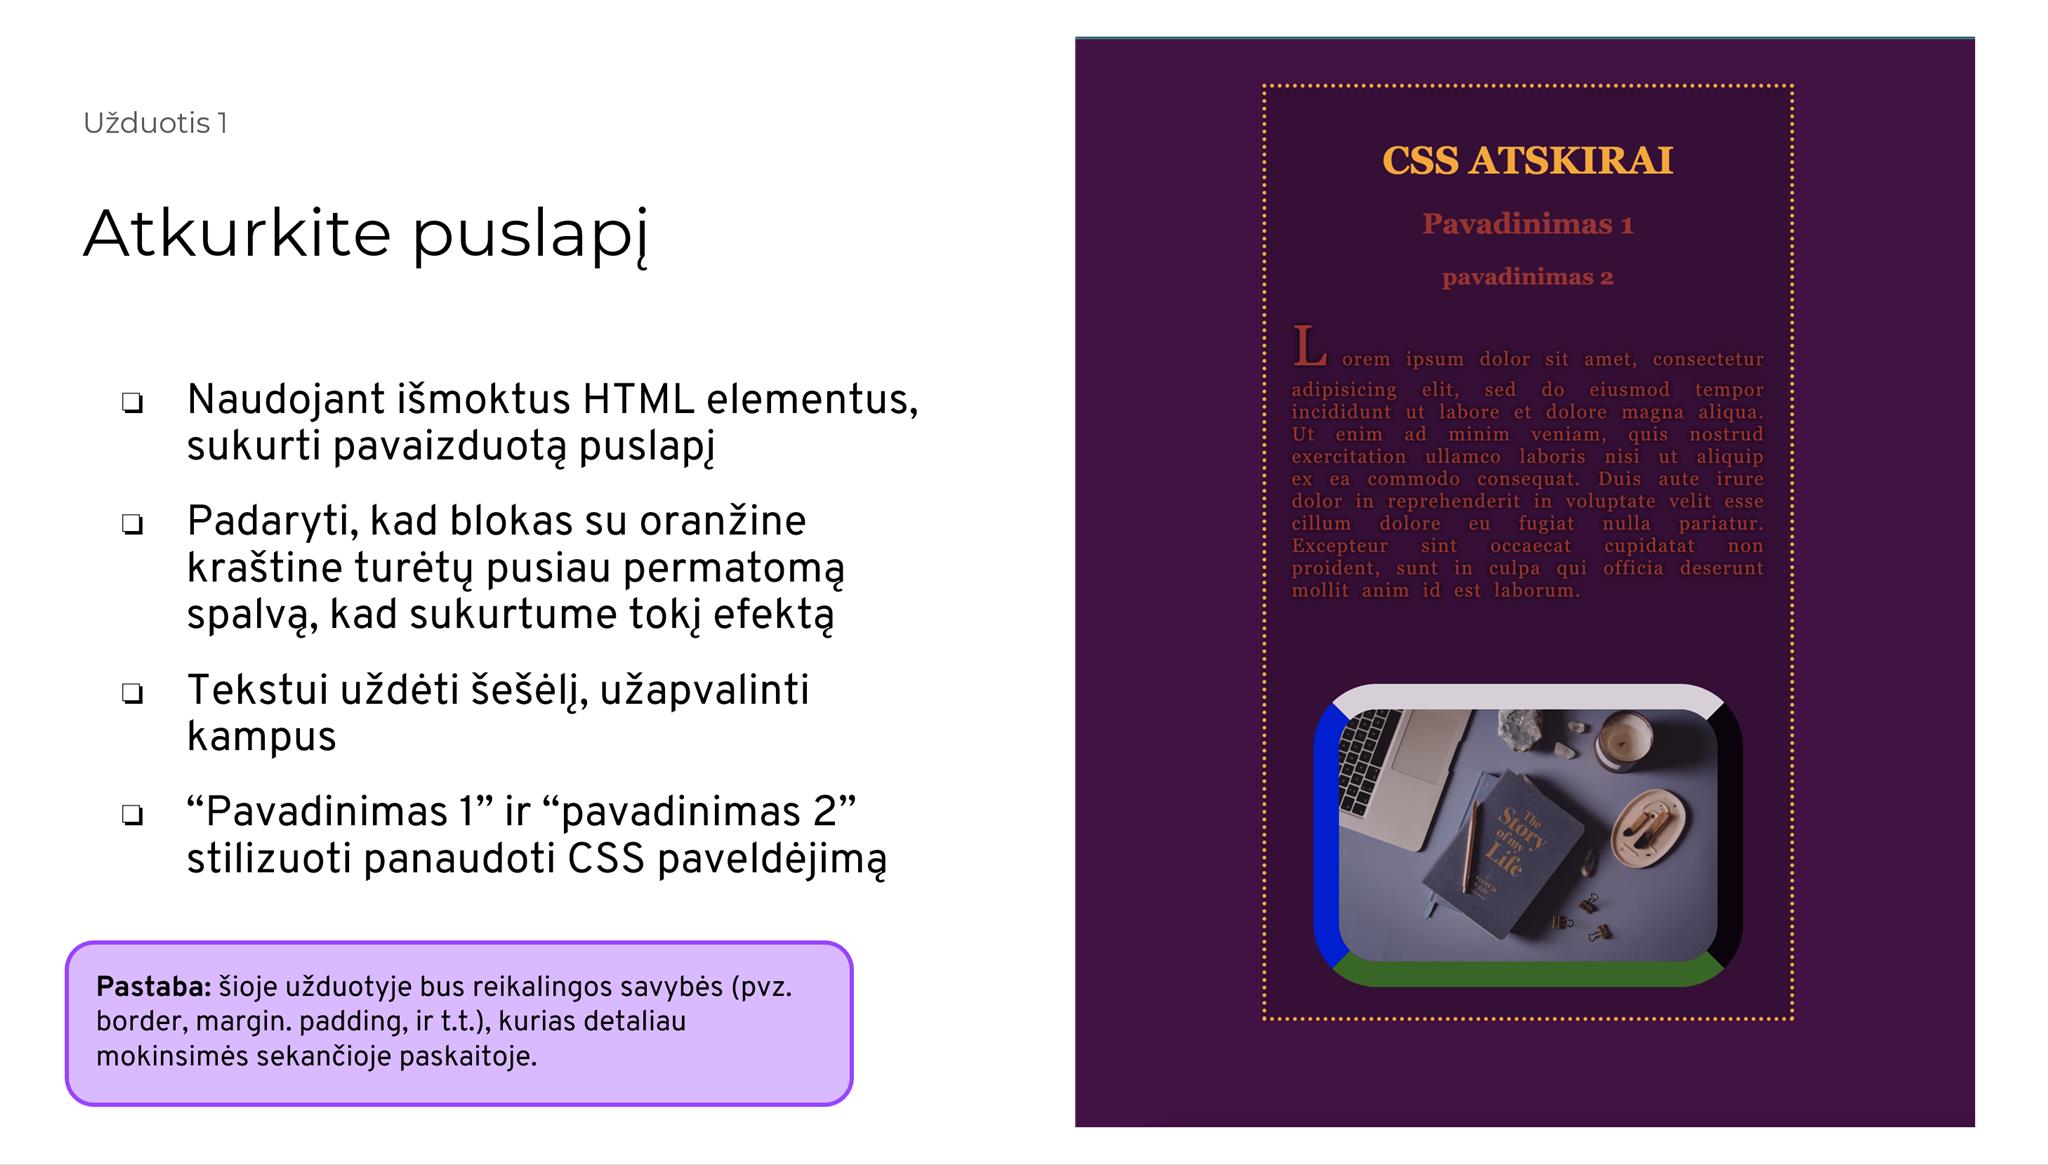 Užduotis 1
Atkurkite puslapį
Naudojant išmoktus HTML elementus,
sukurti pavaizduotą puslapį
Padaryti, kad blokas su oranžine
kraštine turėtų pusiau permatomą
spalvą, kad sukurtume tokį efektą
Tekstui uždėti šešėlį, užapvalinti
kampus
“Pavadinimas 1” ir “pavadinimas 2”
stilizuoti panaudoti CSS paveldėjimą
Pastaba: šioje užduotyje bus reikalingos savybės (pvz.
border, margin. padding, ir t.t.), kurias detaliau
mokinsimės sekančioje paskaitoje.
CSS ATSKIRAI
Pavadinimas 1
pavadinimas 2
Lorem ipsum dolor sit amet, consectetur
adipisicing elit, sed do eiusmod tempor
incididunt ut labore et dolore magna aliqua.
Ut enim ad minim veniam, quis nostrud
exercitation ullamco laboris nisi ut aliquip
ex ea commodo consequat. Duis aute irure
dolor in reprehenderit in voluptate velit esse
cillum dolore eu fugiat nulla pariatur.
Excepteur sint occaecat cupidatat non
proident, sunt in culpa qui officia deserunt
mollit anim id est laborum.
The
Story
of my
Life